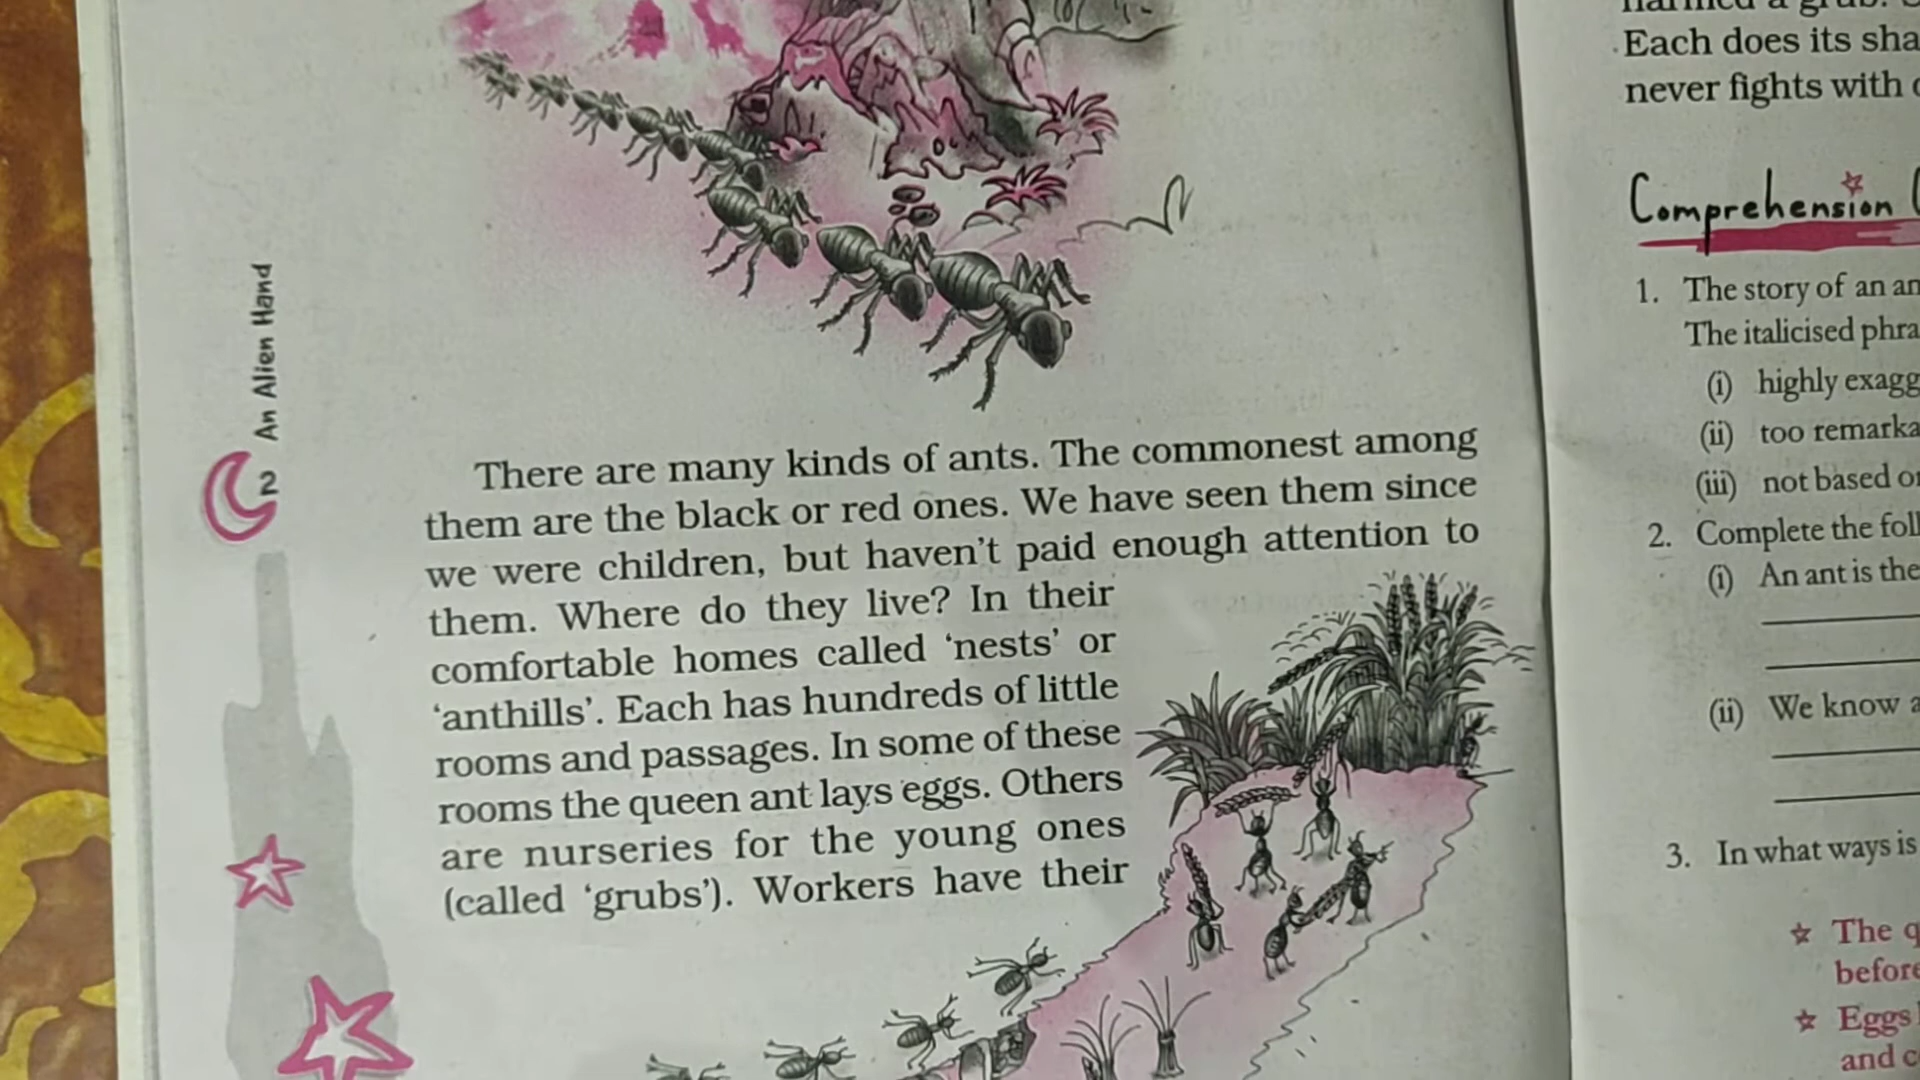 An Alien Hand
2
There are many kinds of ants. The commonest among
them are the black or red ones. We have seen them since
we were children, but haven't paid enough attention to
them. Where do they live? In their
comfortable homes called 'nests' or
'anthills'. Each has hundreds of little
rooms and passages. In some of these
rooms the queen ant lays eggs. Others
are nurseries for the young ones
(called 'grubs'). Workers have their
Each does its
never fights with
Comprehension
1. The story of an
The italicised
(i) highly
(ii) too
(iii) not based
2. Complete the
(i) An ant is the
(ii) We know
3. In what ways is
The
before
Eggs
and